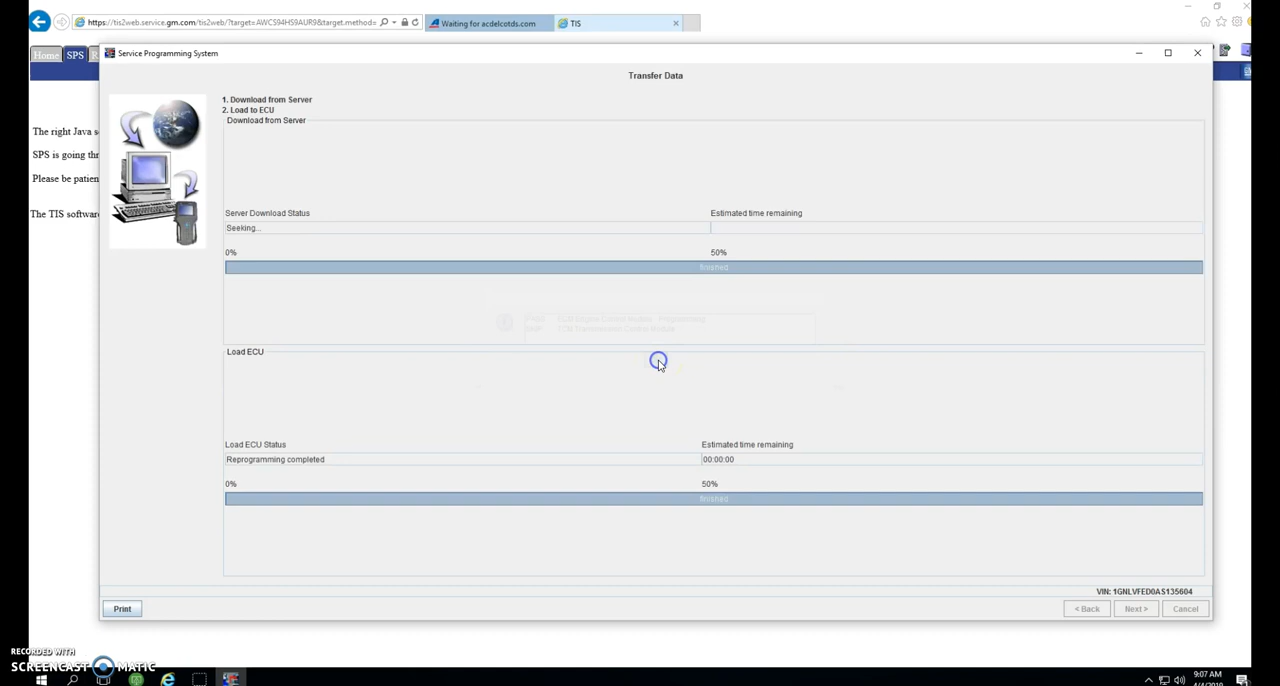 https://tis2web.service.gm.com/tis2web/?target=AWCS94HS9AUR9&target.method=
Waiting for acdelcotds.com
TIS
Home
SPS
R
Service Programming System
Transfer Data
1. Download from Server
2. Load to ECU
Download from Server
The right Java s
SPS is going thr
Please be patien
The TIS software
Server Download Status
Estimated time remaining
Seeking...
0%
50%
finished
Load ECU
Load ECU Status
Estimated time remaining
Reprogramming completed
00:00:00
0%
50%
finished
VIN: 1GNLVFED0AS135604
Print
< Back
Next >
Cancel
RECORDED WITH
SCREENCAST MATIC
9:07 AM
4/4/2019